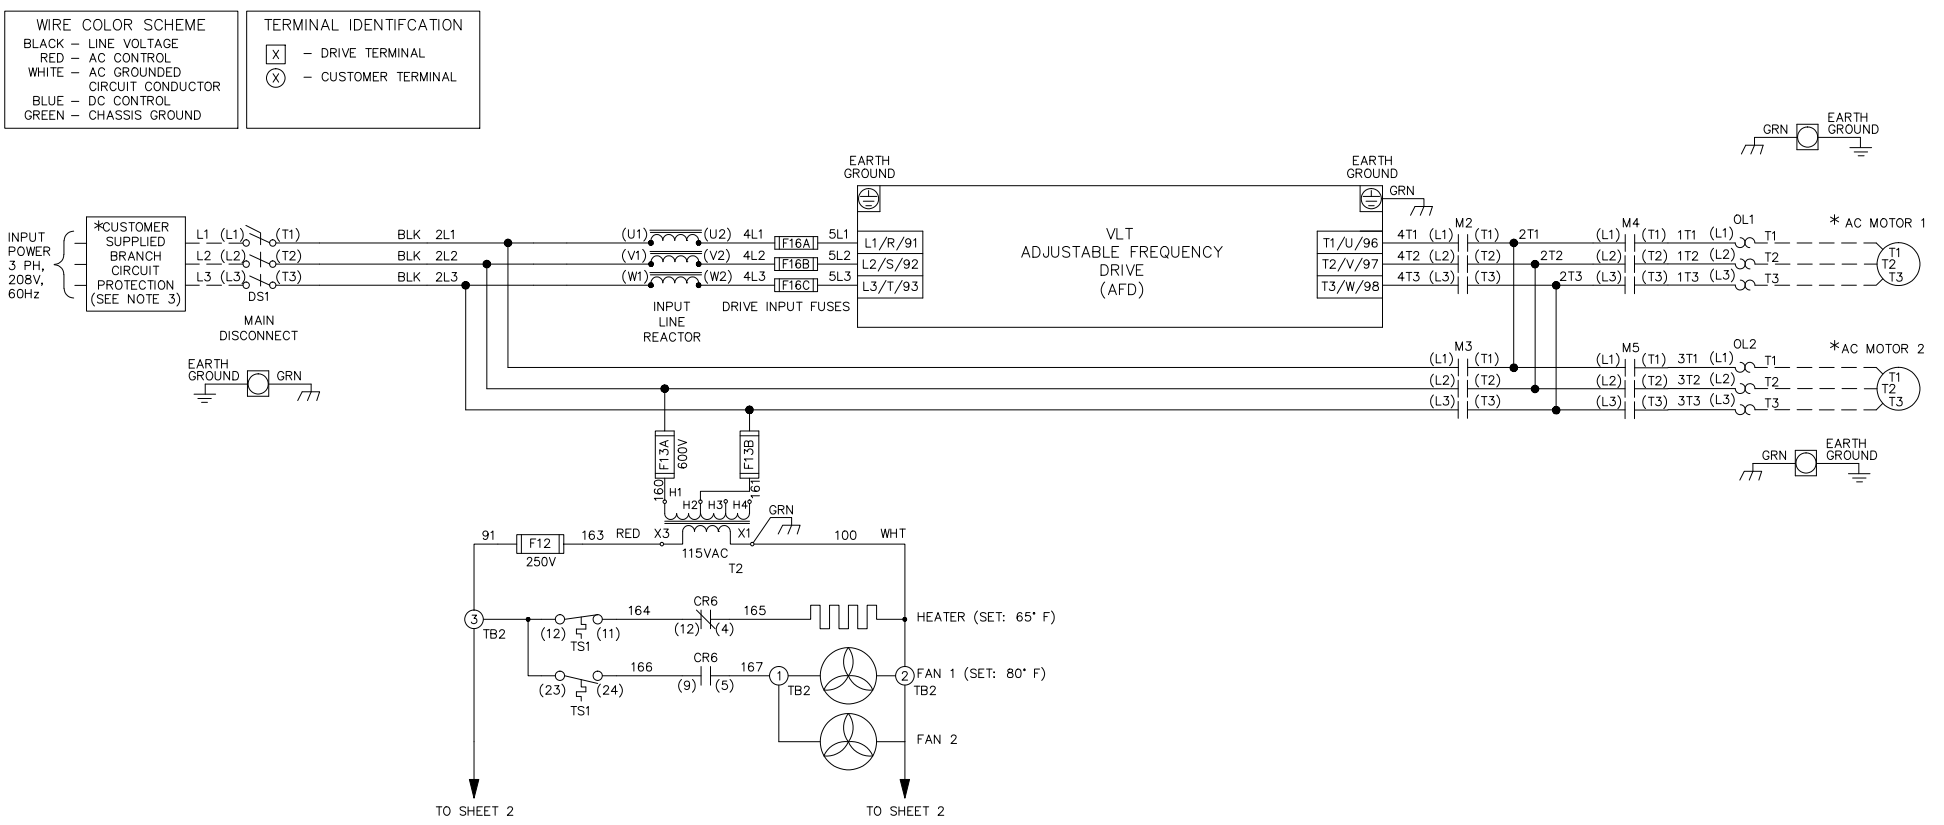 WIRE COLOR SCHEME
BLACK – LINE VOLTAGE
RED – AC CONTROL
WHITE – AC GROUNDED
CIRCUIT CONDUCTOR
BLUE – DC CONTROL
GREEN – CHASSIS GROUND
TERMINAL IDENTIFCATION
X – DRIVE TERMINAL
X – CUSTOMER TERMINAL
GRN
EARTH
GROUND
EARTH
GROUND
EARTH
GROUND
GRN
INPUT
POWER
3 PH,
208V,
60Hz
*CUSTOMER
SUPPLIED
BRANCH
CIRCUIT
PROTECTION
(SEE NOTE 3)
L1 (L1) (T1) BLK 2L1 (U1) (U2) 4L1 F16A 5L1 L1/R/91
L2 (L2) (T2) BLK 2L2 (V1) (V2) 4L2 F16B 5L2 L2/S/92
L3 (L3) (T3) BLK 2L3 (W1) (W2) 4L3 F16C 5L3 L3/T/93
DS1
MAIN
DISCONNECT
INPUT
LINE
REACTOR
DRIVE INPUT FUSES
VLT
ADJUSTABLE FREQUENCY
DRIVE
(AFD)
M2 M4 OL1 * AC MOTOR 1
T1/U/96 4T1 (L1) (T1) 2T1 (L1) (T1) 1T1 (L1) T1 T1
T2/V/97 4T2 (L2) (T2) 2T2 (L2) (T2) 1T2 (L2) T2 T2
T3/W/98 4T3 (L3) (T3) 2T3 (L3) (T3) 1T3 (L3) T3 T3
EARTH
GROUND
GRN
M3 M5 OL2 *AC MOTOR 2
(L1) (T1) (L1) (T1) 3T1 (L1) T1 T1
(L2) (T2) (L2) (T2) 3T2 (L2) T2 T2
(L3) (T3) (L3) (T3) 3T3 (L3) T3 T3
GRN
EARTH
GROUND
F13A
600V
F13B
160
161
H1
H2 H3 H4
GRN
91 F12 163 RED X3 X1 100 WHT
250V
115VAC
T2
3
TB2
164 CR6 165
(12) (11) (12) (4)
TS1
HEATER (SET: 65° F)
166 CR6 167 1 2 FAN 1 (SET: 80° F)
(23) (24) (9) (5) TB2 TB2
TS1
FAN 2
TO SHEET 2
TO SHEET 2